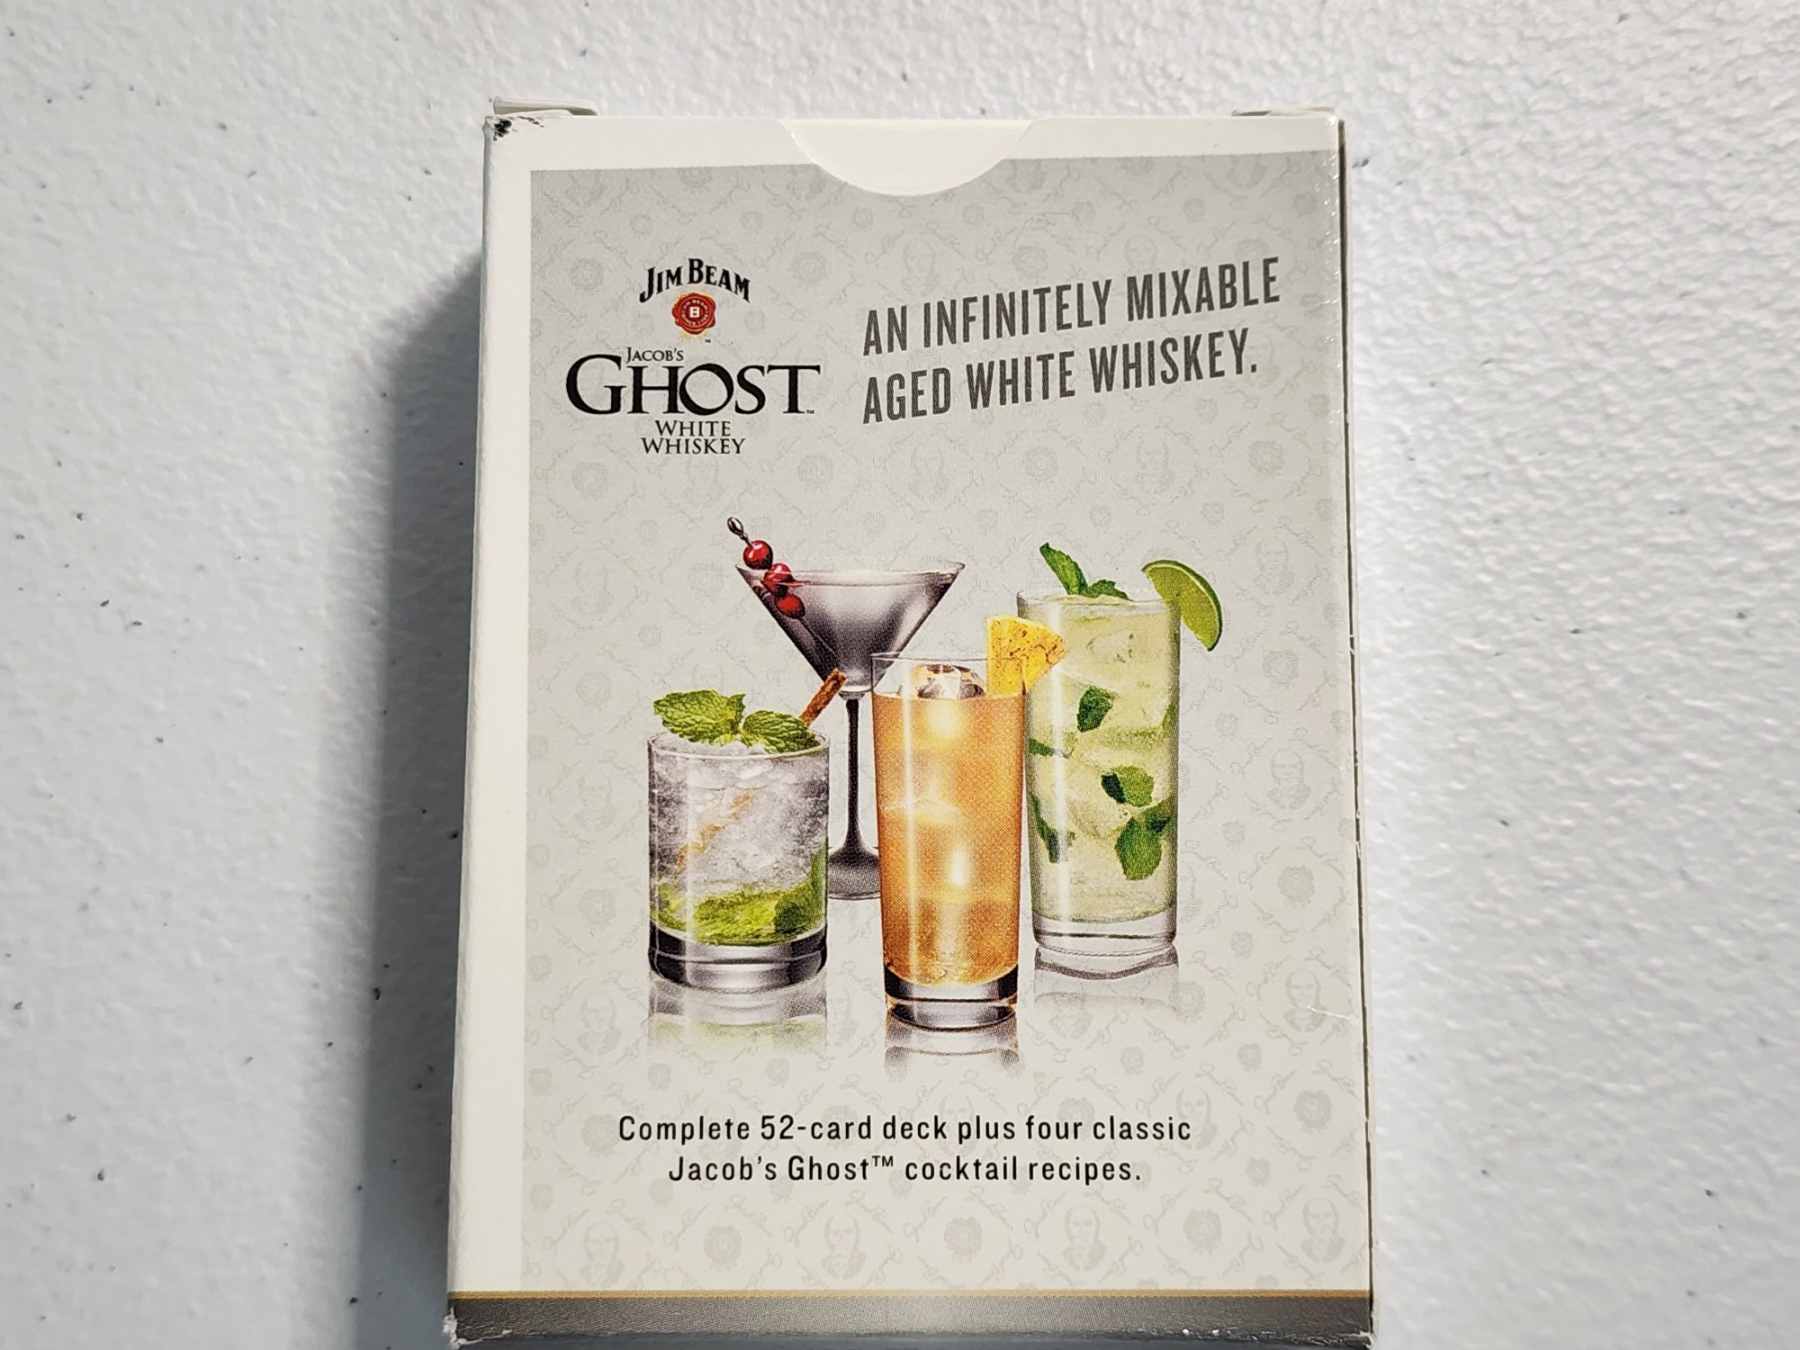 JIM BEAM
B
JACOB'S
GHOST™
WHITE
WHISKEY
AN INFINITELY MIXABLE
AGED WHITE WHISKEY.
Complete 52-card deck plus four classic
Jacob's Ghost™ cocktail recipes.